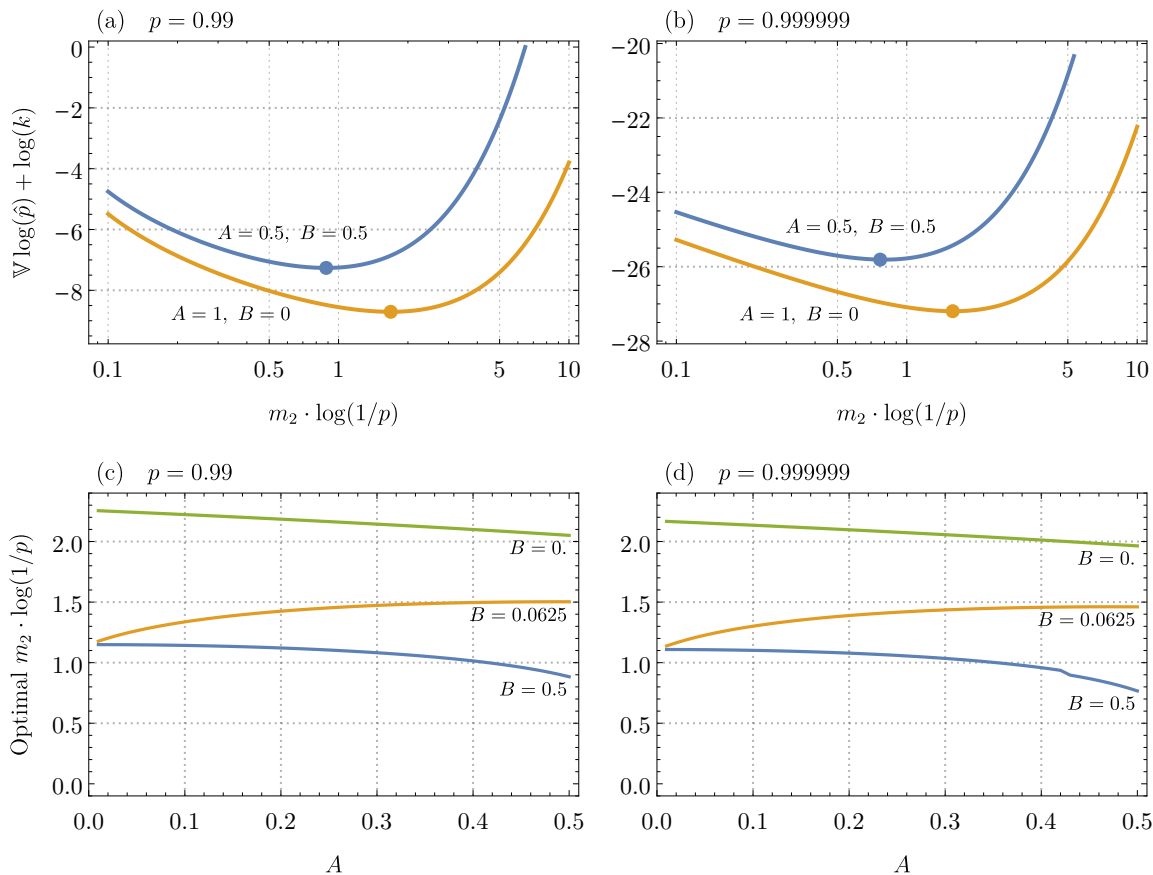 (a) p = 0.99
0
−2
−4
−6
−8
𝕍 log(p̂) + log(k)
A = 0.5, B = 0.5
A = 1, B = 0
0.1 0.5 1 5 10
m₂ · log(1/p)
(b) p = 0.999999
−20
−22
−24
−26
−28
A = 0.5, B = 0.5
A = 1, B = 0
0.1 0.5 1 5 10
m₂ · log(1/p)
(c) p = 0.99
2.0
1.5
1.0
0.5
0.0
Optimal m₂ · log(1/p)
B = 0.
B = 0.0625
B = 0.5
0.0 0.1 0.2 0.3 0.4 0.5
A
(d) p = 0.999999
2.0
1.5
1.0
0.5
0.0
B = 0.
B = 0.0625
B = 0.5
0.0 0.1 0.2 0.3 0.4 0.5
A